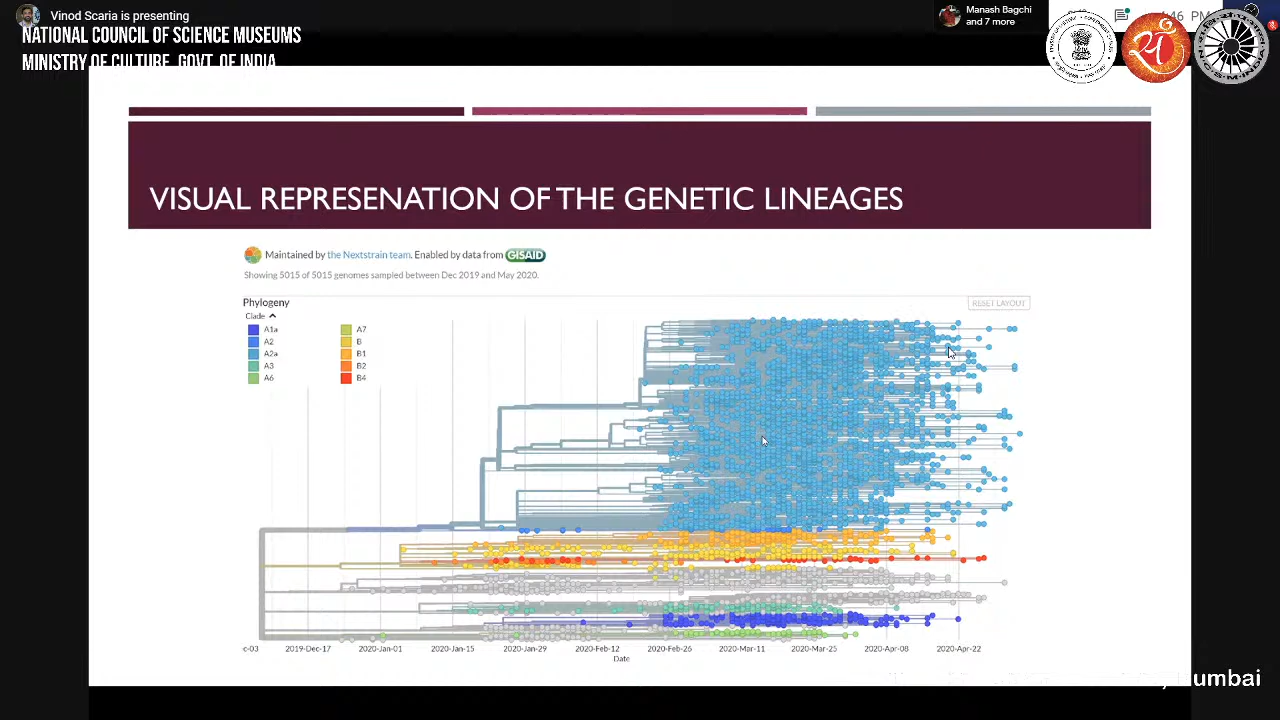 Vinod Scaria is presenting
Manash Bagchi
and 7 more
46 PM
NATIONAL COUNCIL OF SCIENCE MUSEUMS
MINISTRY OF CULTURE, GOVT. OF INDIA
VISUAL REPRESENATION OF THE GENETIC LINEAGES
Maintained by the Nextstrain team. Enabled by data from GISAID
Showing 5015 of 5015 genomes sampled between Dec 2019 and May 2020.
Phylogeny
RESET LAYOUT
Clade
A1a A7
A2 B
A2a B1
A3 B2
A6 B4
c-03 2019-Dec-17 2020-Jan-01 2020-Jan-15 2020-Jan-29 2020-Feb-12 2020-Feb-26 2020-Mar-11 2020-Mar-25 2020-Apr-08 2020-Apr-22
Date
umbai